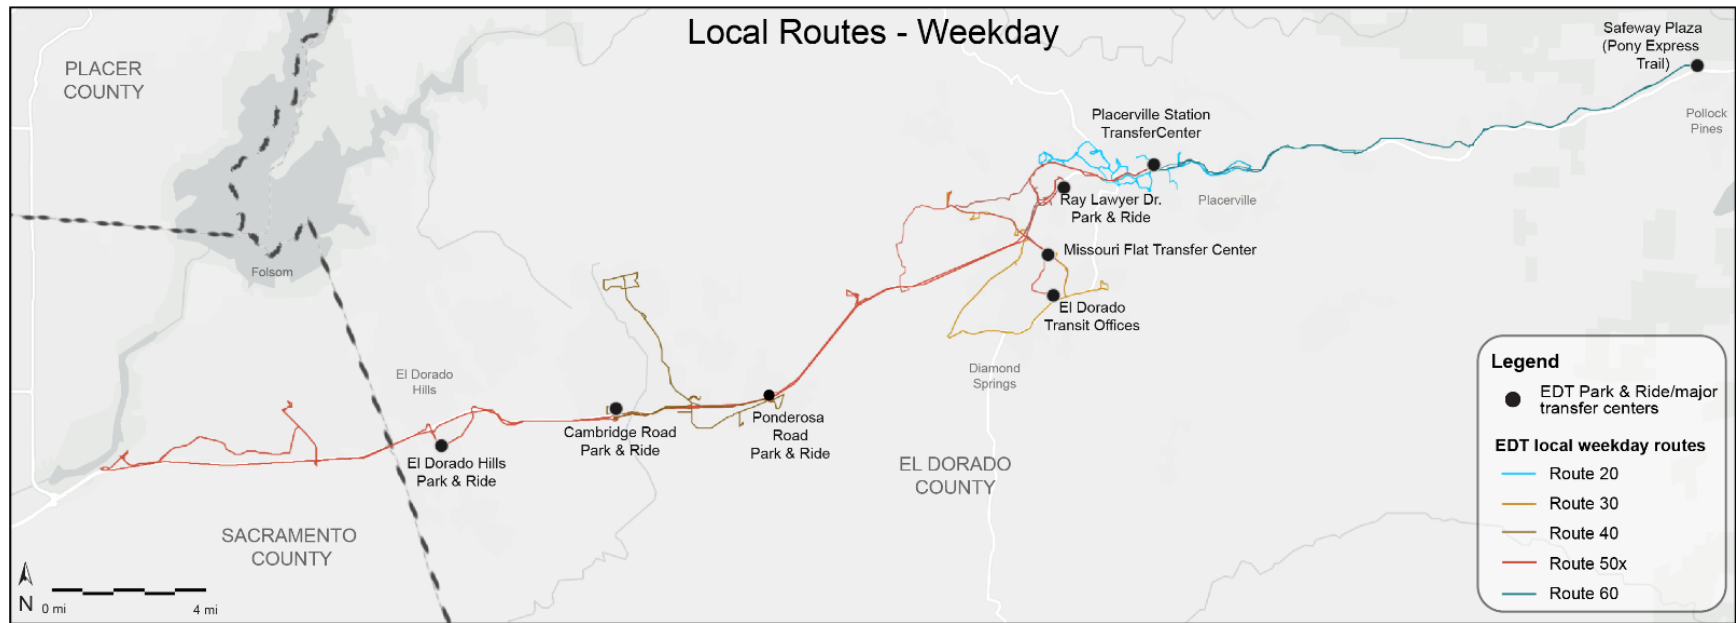 Local Routes - Weekday
PLACER
COUNTY
Safeway Plaza
(Pony Express
Trail)
Pollock
Pines
Placerville Station
TransferCenter
Placerville
Ray Lawyer Dr.
Park & Ride
Missouri Flat Transfer Center
El Dorado
Transit Offices
Folsom
Diamond
Springs
El Dorado
Hills
El Dorado Hills
Park & Ride
Cambridge Road
Park & Ride
Ponderosa
Road
Park & Ride
EL DORADO
COUNTY
SACRAMENTO
COUNTY
N
0 mi
4 mi
Legend
EDT Park & Ride/major
transfer centers
EDT local weekday routes
Route 20
Route 30
Route 40
Route 50x
Route 60